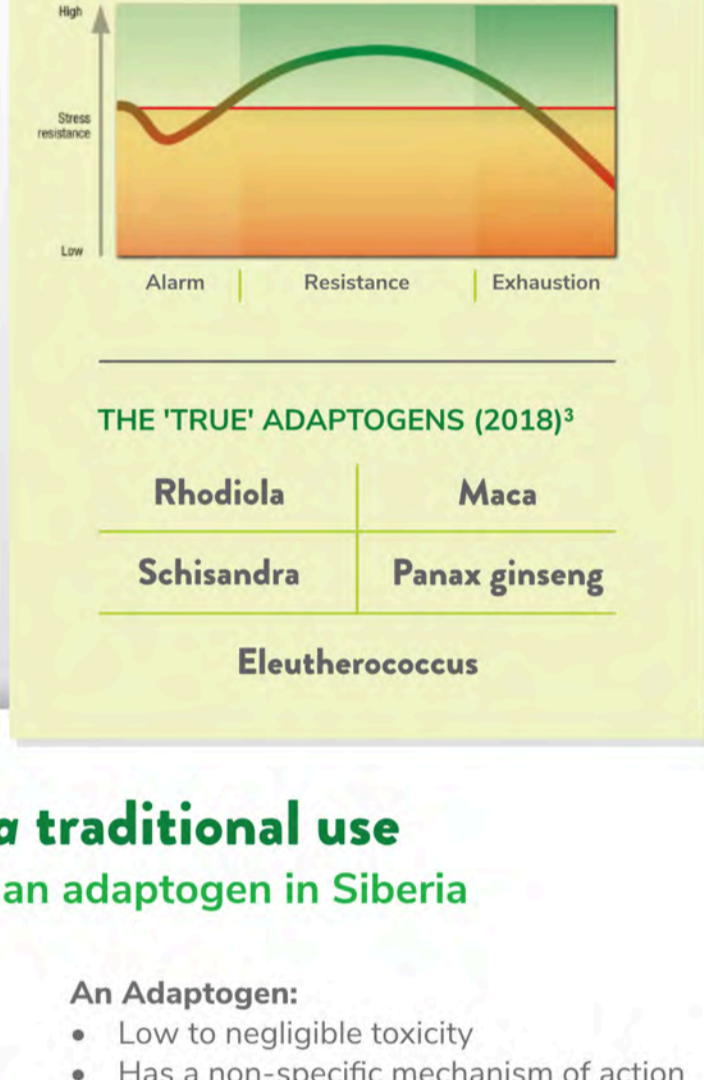 High
Stress
resistance
Low
Alarm
Resistance
Exhaustion
THE 'TRUE' ADAPTOGENS (2018)³
Rhodiola
Maca
Schisandra
Panax ginseng
Eleutherococcus
a traditional use
an adaptogen in Siberia
An Adaptogen:
• Low to negligible toxicity
• Has a non-specific mechanism of action